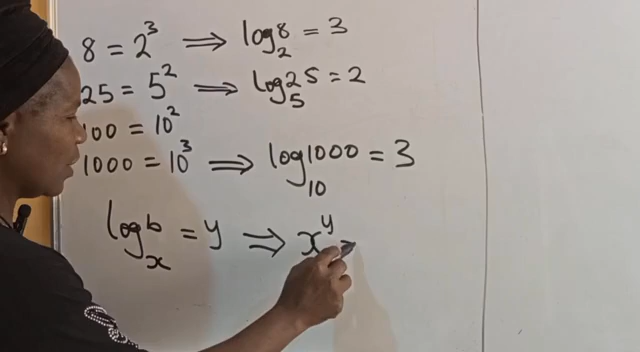 8 = 2³ ⟹ log₂8 = 3
25 = 5² ⟹ log₅25 = 2
100 = 10²
1000 = 10³ ⟹ log₁₀1000 = 3
logₓb = y ⟹ xʸ =